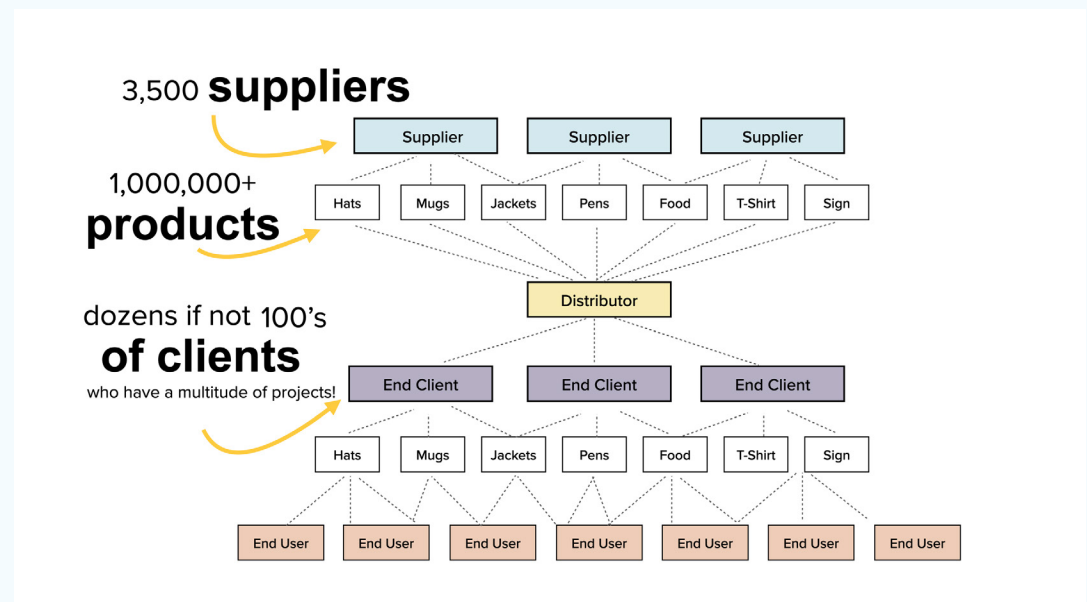 3,500 suppliers
Supplier Supplier Supplier
1,000,000+
products
Hats Mugs Jackets Pens Food T-Shirt Sign
Distributor
dozens if not 100's
of clients
who have a multitude of projects!
End Client End Client End Client
Hats Mugs Jackets Pens Food T-Shirt Sign
End User End User End User End User End User End User End User